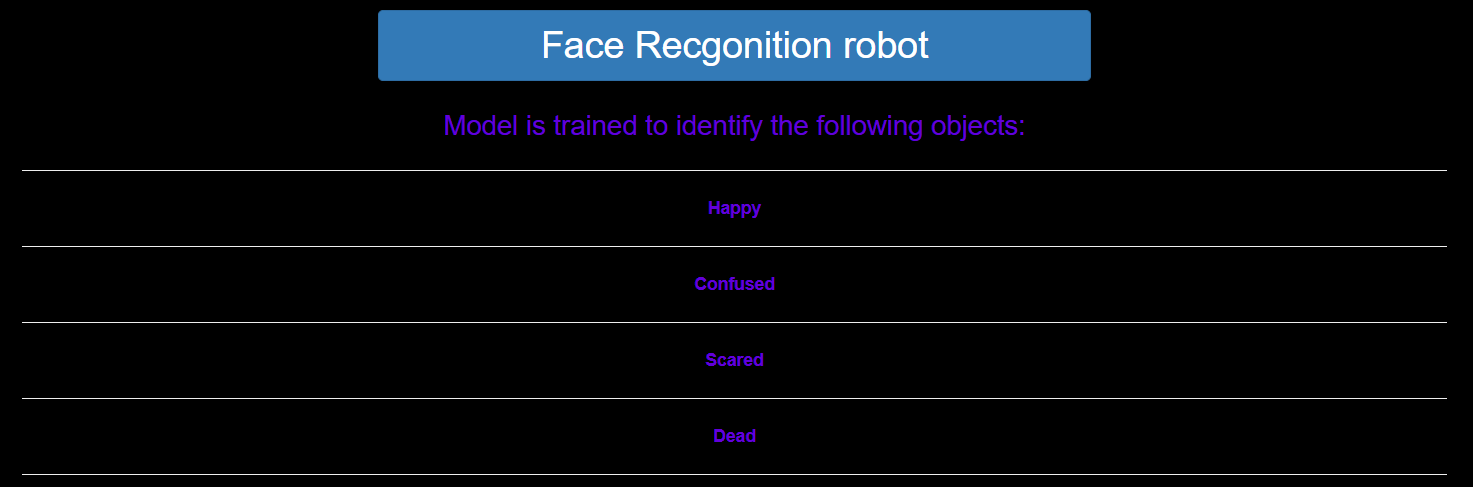 Face Recgonition robot
Model is trained to identify the following objects:
Happy
Confused
Scared
Dead